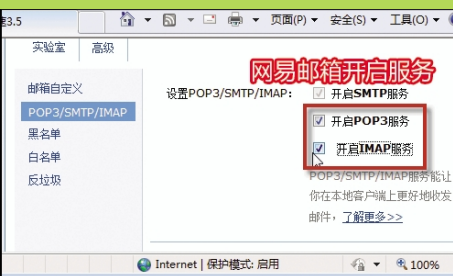 3.5
页面(P)
安全(S)
工具(O)
实验室
高级
网易邮箱开启服务
邮箱自定义
POP3/SMTP/IMAP
黑名单
白名单
反垃圾
设置POP3/SMTP/IMAP:
开启SMTP服务
开启POP3服务
开启IMAP服务
POP3/SMTP/IMAP服务能让
你在本地客户端上更好地收发
邮件，了解更多>>
Internet | 保护模式: 启用
100%